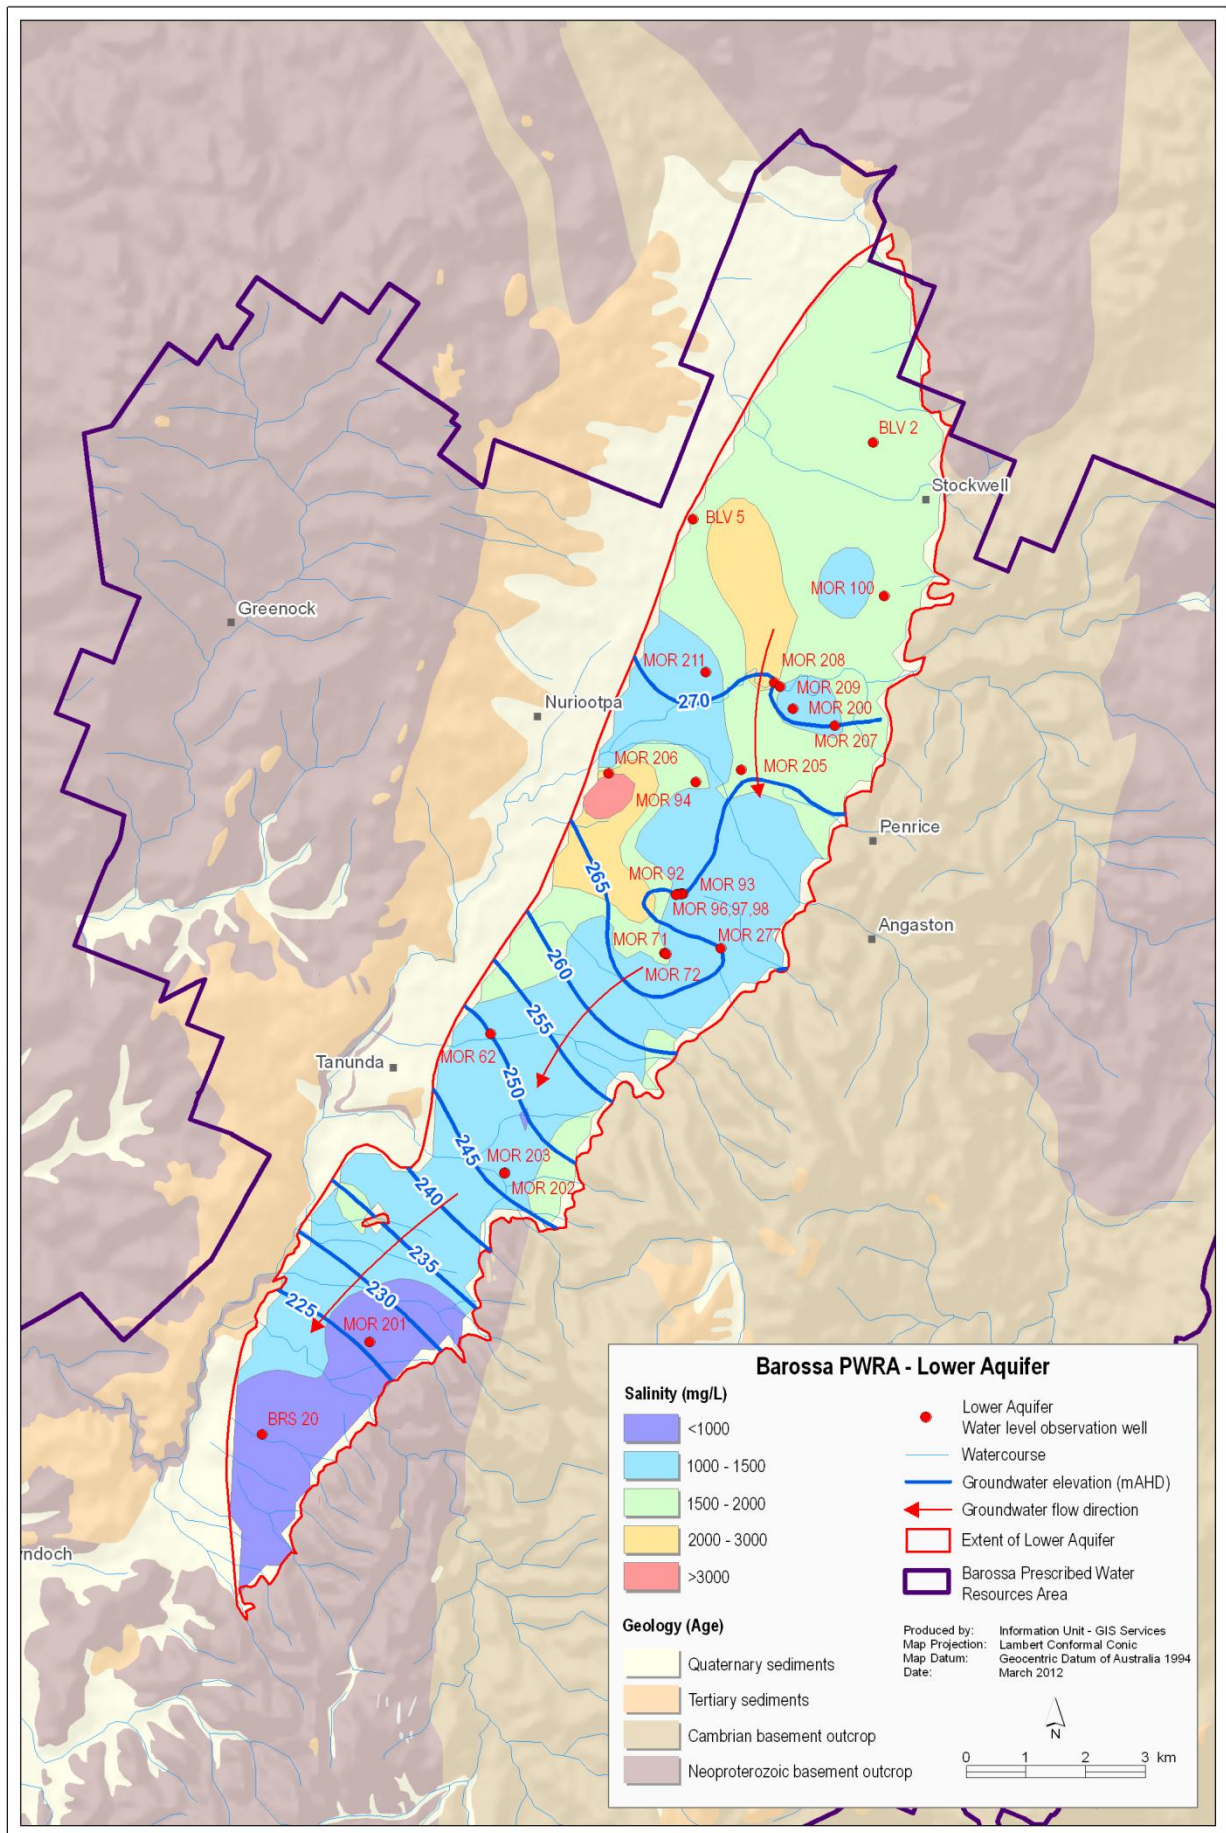 BLV 2
Stockwell
BLV 5
MOR 100
Greenock
MOR 211
MOR 208
MOR 209
270
MOR 200
Nuriootpa
MOR 207
MOR 206
MOR 205
MOR 94
Penrice
265
MOR 92
MOR 93
MOR 96,97,98
Angaston
MOR 71
MOR 277
260
MOR 72
255
MOR 62
Tanunda
250
245
MOR 203
MOR 202
240
235
230
225
MOR 201
BRS 20
rndoch
Barossa PWRA - Lower Aquifer
Salinity (mg/L)
<1000
1000 - 1500
1500 - 2000
2000 - 3000
>3000
Geology (Age)
Quaternary sediments
Tertiary sediments
Cambrian basement outcrop
Neoproterozoic basement outcrop
Lower Aquifer
Water level observation well
Watercourse
Groundwater elevation (mAHD)
Groundwater flow direction
Extent of Lower Aquifer
Barossa Prescribed Water
Resources Area
Produced by: Information Unit - GIS Services
Map Projection: Lambert Conformal Conic
Map Datum: Geocentric Datum of Australia 1994
Date: March 2012
N
0 1 2 3 km